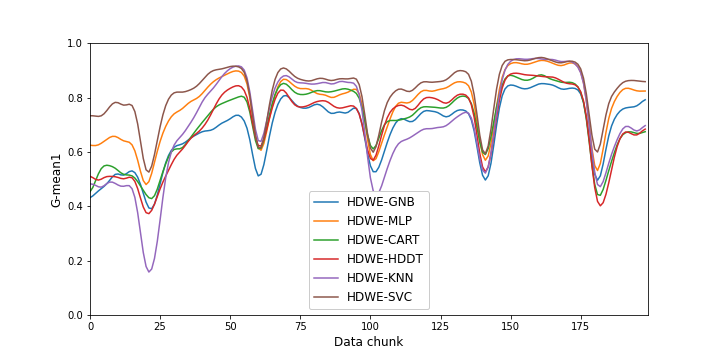 1.0
0.8
0.6
0.4
0.2
0.0
G-mean1
0
25
50
75
100
125
150
175
Data chunk
HDWE-GNB
HDWE-MLP
HDWE-CART
HDWE-HDDT
HDWE-KNN
HDWE-SVC